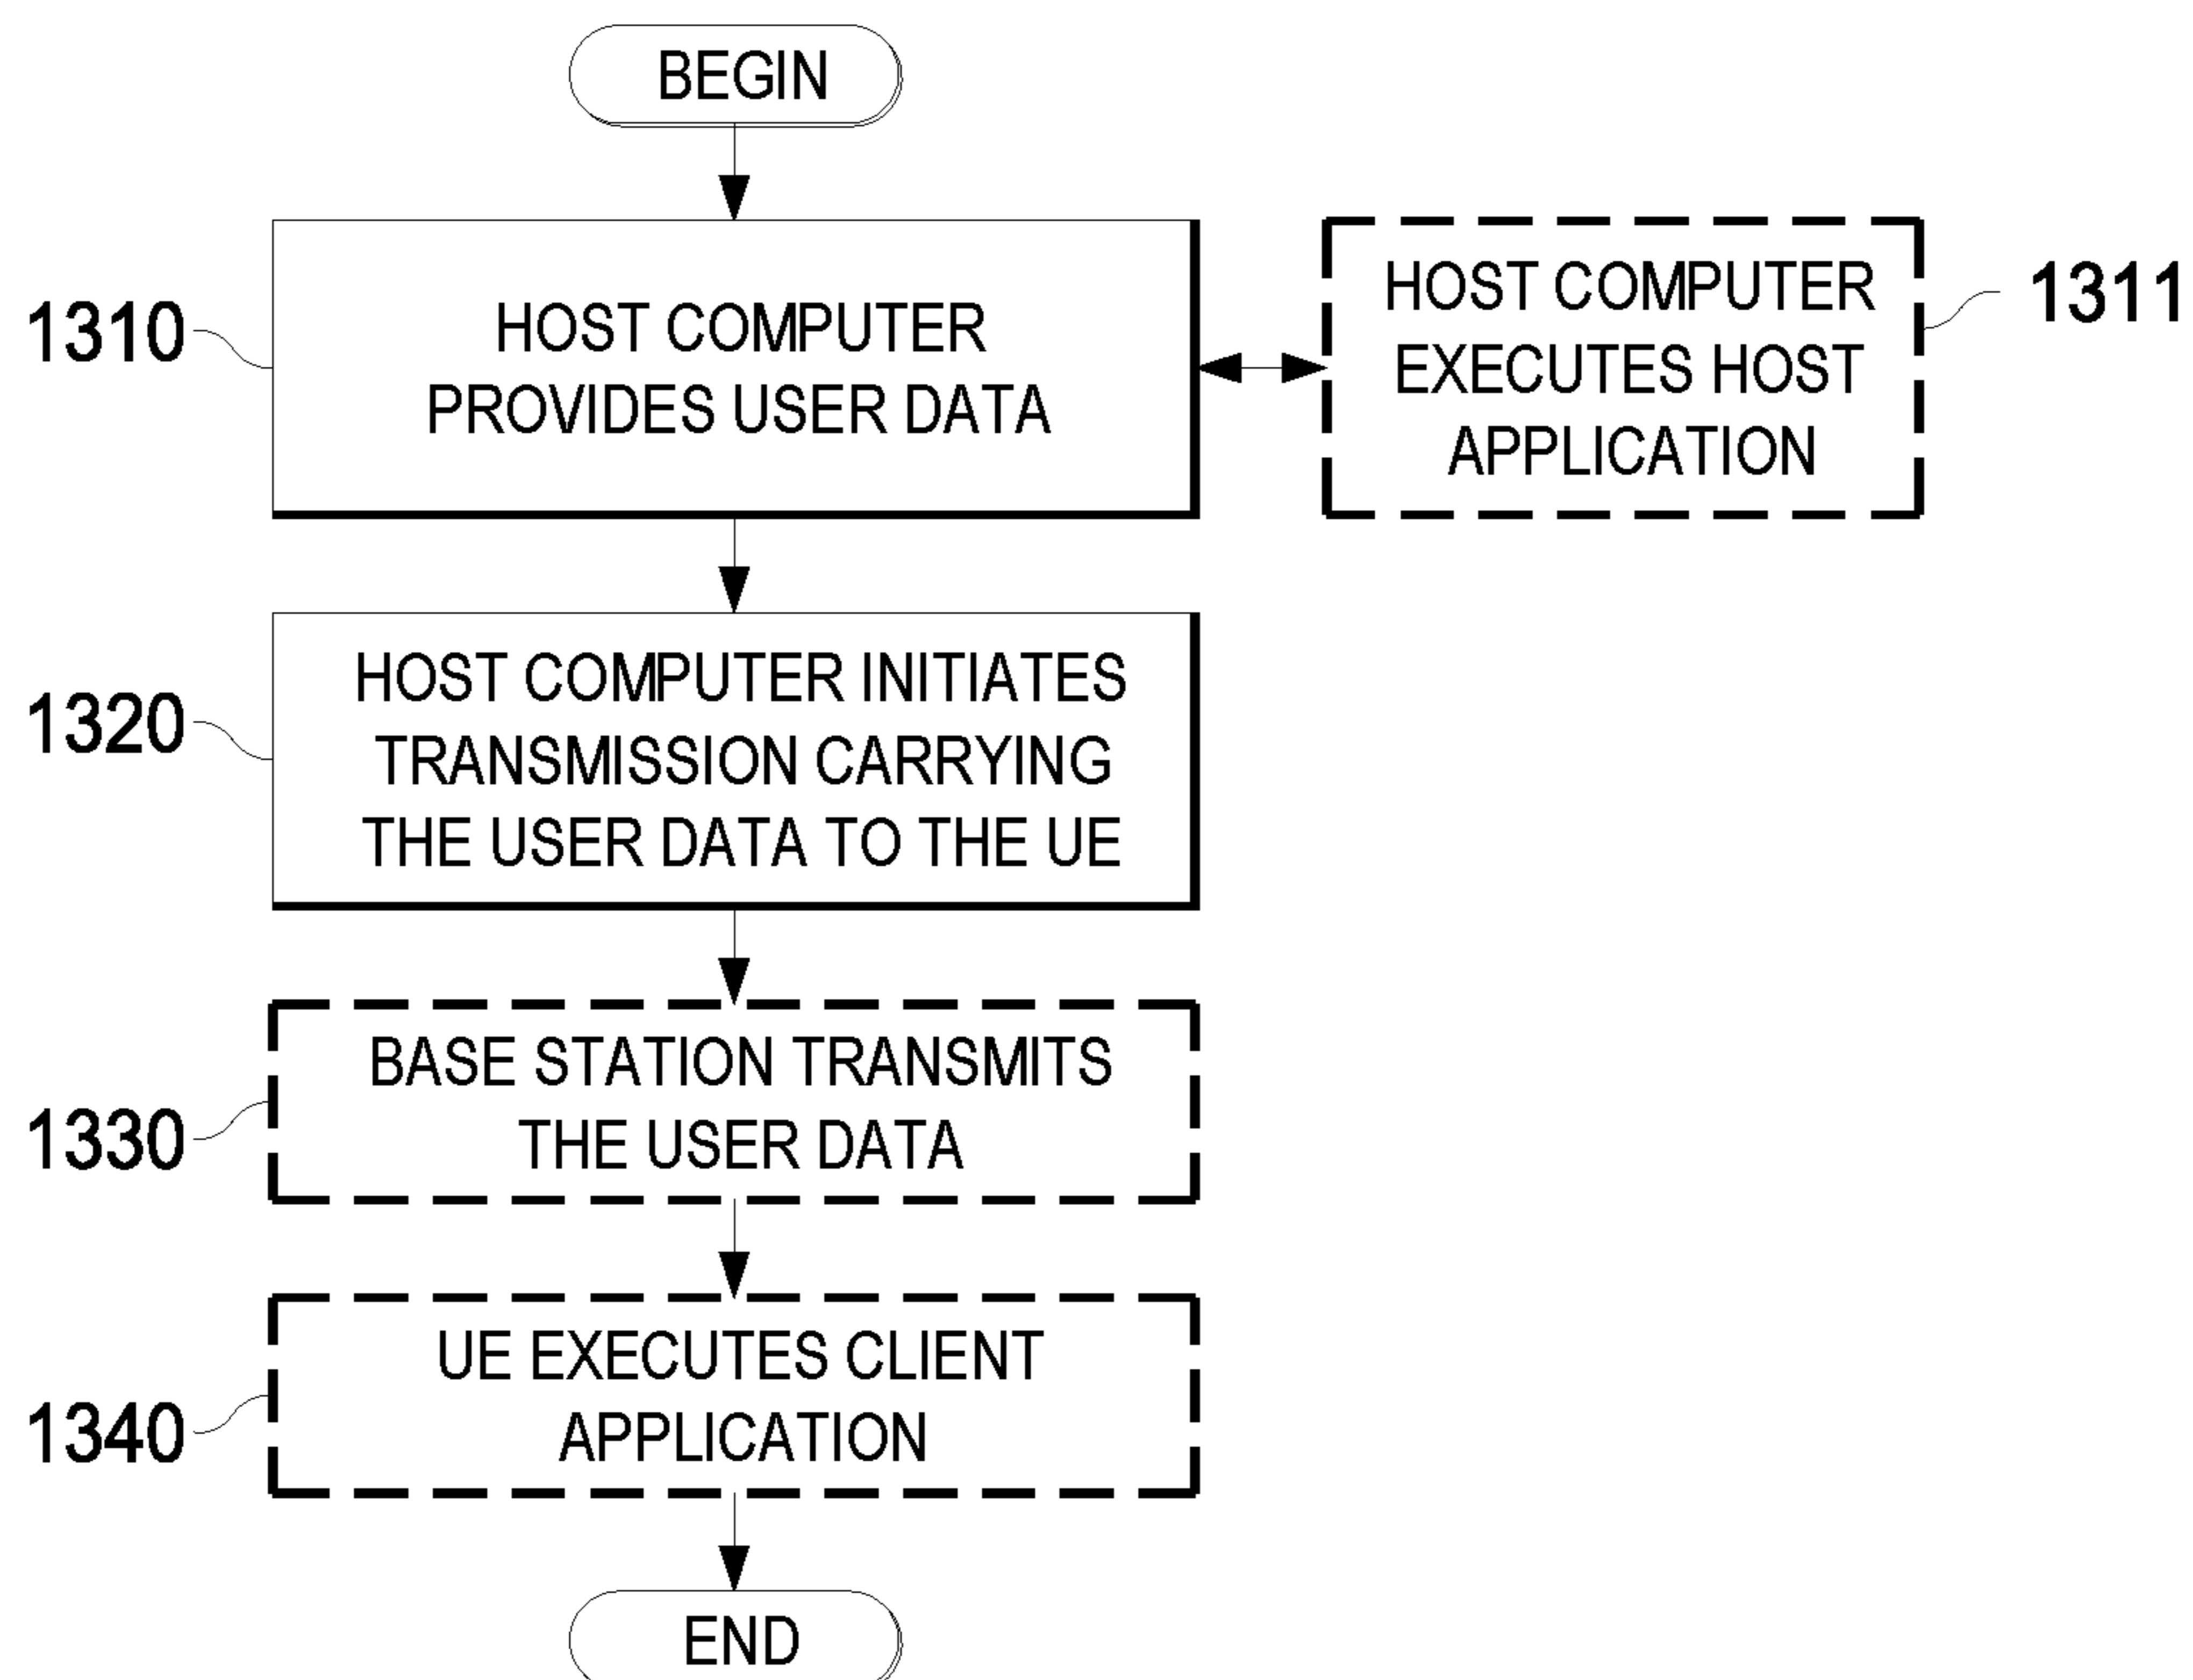 BEGIN
1310
HOST COMPUTER
PROVIDES USER DATA
HOST COMPUTER
EXECUTES HOST
APPLICATION
1311
1320
HOST COMPUTER INITIATES
TRANSMISSION CARRYING
THE USER DATA TO THE UE
1330
BASE STATION TRANSMITS
THE USER DATA
1340
UE EXECUTES CLIENT
APPLICATION
END